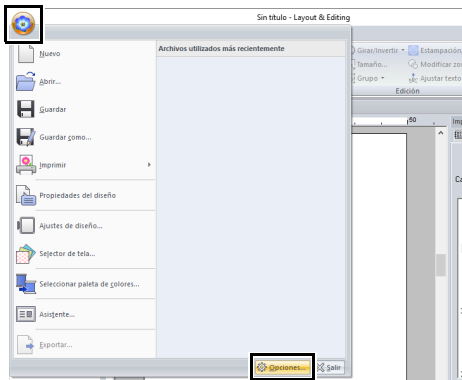 Sin título - Layout & Editing
Nuevo
Abrir...
Guardar
Guardar como...
Imprimir
Propiedades del diseño
Ajustes de diseño...
Selector de tela...
Seleccionar paleta de colores...
Asistente...
Exportar...
Archivos utilizados más recientemente
Opciones...
Salir
Girar/Invertir
Tamaño...
Grupo
Estampación
Modificar
Ajustar texto
Edición
50